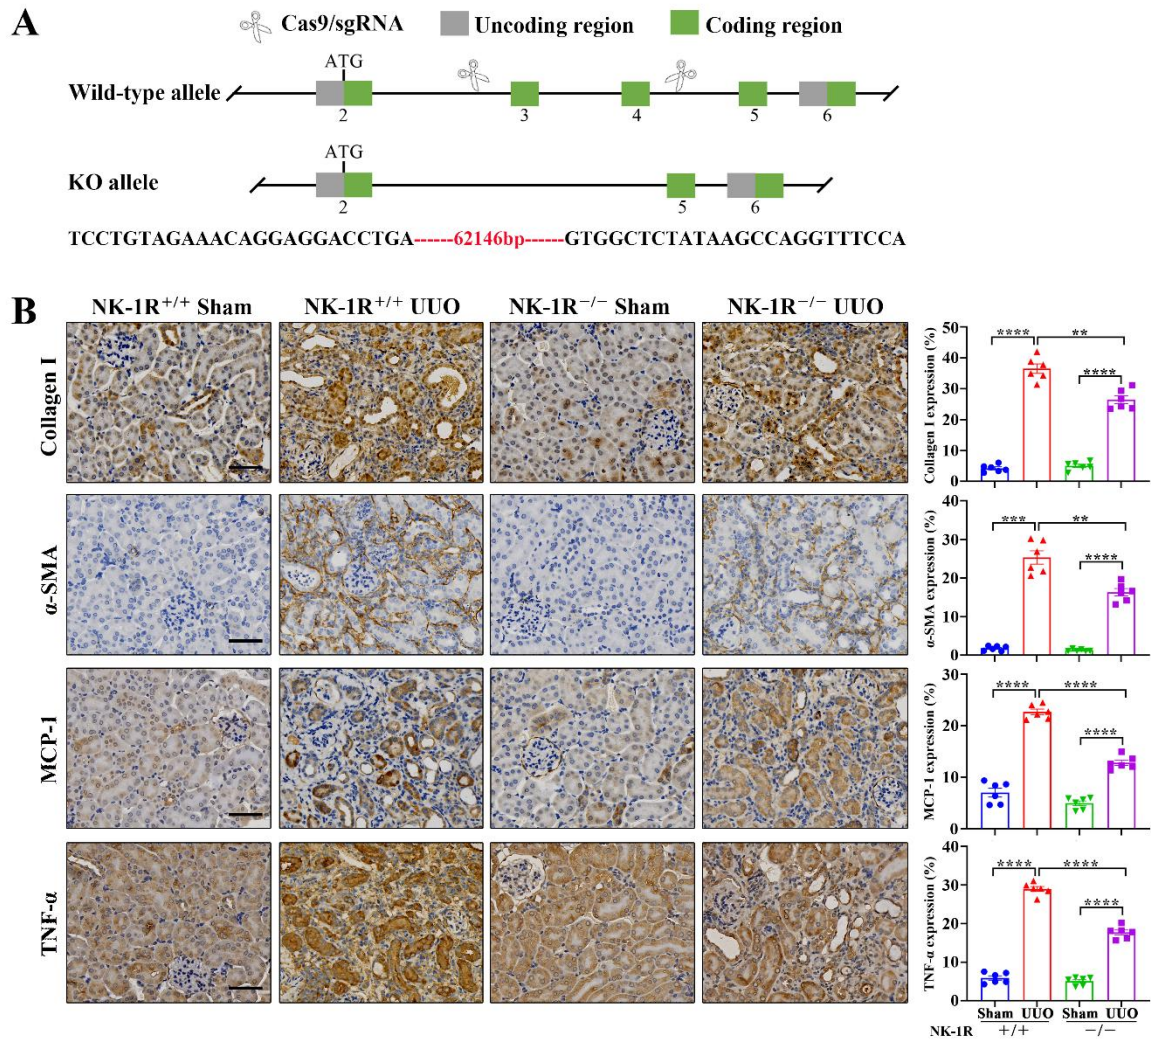 A
Cas9/sgRNA
Uncoding region
Coding region
ATG
Wild-type allele
2
3
4
5
6
ATG
KO allele
2
5
6
TCCTGTAGAAACAGGAGGACCTGA------62146bp------GTGGCTCTATAAGCCAGGTTTCCA
B
NK-1R+/+ Sham
NK-1R+/+ UUO
NK-1R−/− Sham
NK-1R−/− UUO
Collagen I
Collagen I expression (%)
50
40
30
20
10
0
****
**
****
α-SMA
α-SMA expression (%)
40
30
20
10
0
***
**
****
MCP-1
MCP-1 expression (%)
30
20
10
0
****
****
****
TNF-α
TNF-α expression (%)
40
30
20
10
0
****
****
****
Sham UUO Sham UUO
NK-1R +/+ −/−